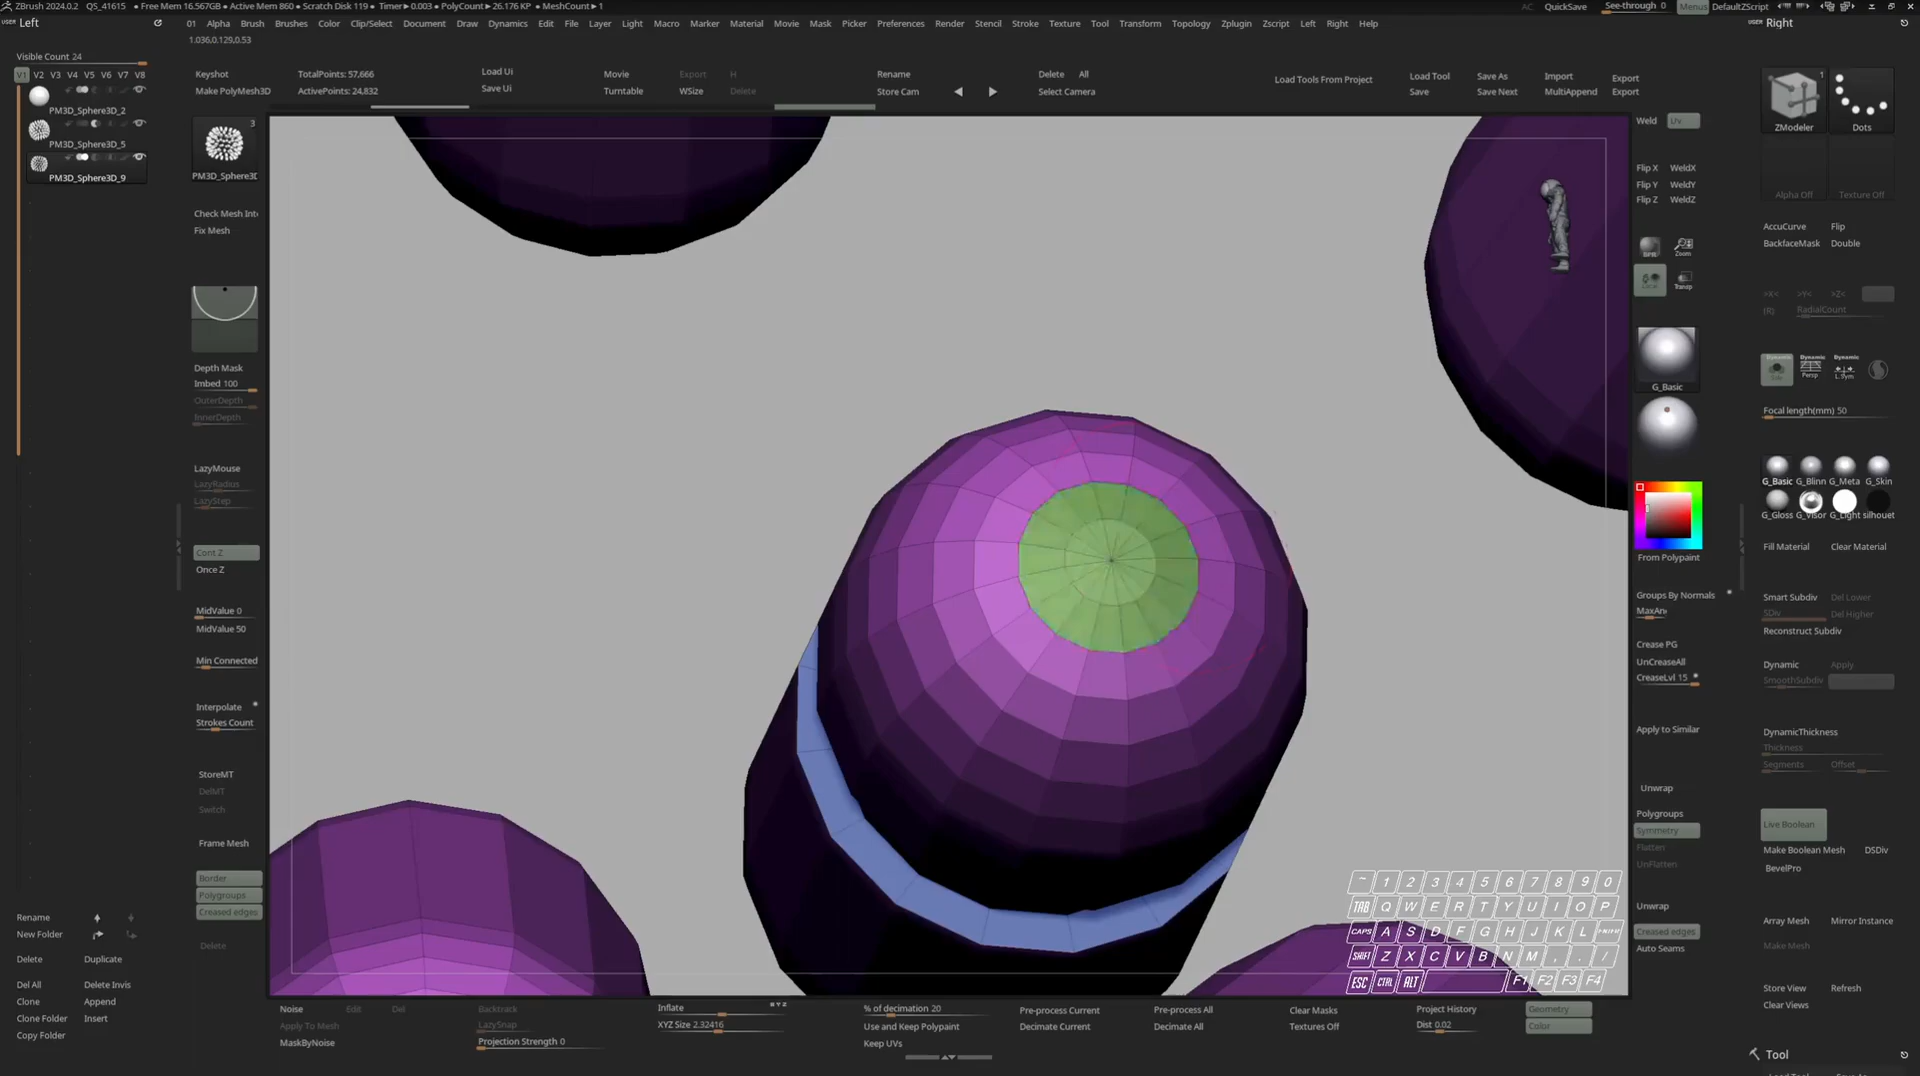 ZBrush 2024.0.2   QS_41615   • Free Mem 16.567GB • Active Mem 860 • Scratch Disk 119 • Timer▸0.003 • PolyCount▸26.176 KP • MeshCount▸1
AC QuickSave See-through 0 Menus DefaultZScript
USER Left
01 Alpha Brush Brushes Color Clip/Select Document Draw Dynamics Edit File Layer Light Macro Marker Material Movie Mask Picker Preferences Render Stencil Stroke Texture Tool Transform Topology Zplugin Zscript Left Right Help
USER Right
1.036,0.129,0.53
Visible Count 24
V1 V2 V3 V4 V5 V6 V7 V8
PM3D_Sphere3D_2
PM3D_Sphere3D_5
PM3D_Sphere3D_9
Keyshot
Make PolyMesh3D
TotalPoints: 57,666
ActivePoints: 24,832
Load Ui
Save Ui
Movie
Turntable
Export
WSize
H
Delete
Rename
Store Cam
Delete All
Select Camera
Load Tools From Project
Load Tool
Save
Save As
Save Next
Import
MultiAppend
Export
Export
3
PM3D_Sphere3D
Check Mesh Inte
Fix Mesh
Depth Mask
Imbed 100
OuterDepth
InnerDepth
LazyMouse
LazyRadius
LazyStep
Cont Z
Once Z
MidValue 0
MidValue 50
Min Connected
Interpolate
Strokes Count
StoreMT
DelMT
Switch
Frame Mesh
Border
Polygroups
Creased edges
Delete
Rename
New Folder
Delete Duplicate
Del All Delete Invis
Clone Append
Clone Folder Insert
Copy Folder
Weld Uv
Flip X WeldX
Flip Y WeldY
Flip Z WeldZ
BPR Zoom
Local Transp
G_Basic
From Polypaint
Groups By Normals
MaxAn
Crease PG
UnCreaseAll
CreaseLvl 15
Apply to Similar
Unwrap
Polygroups
Symmetry
Flatten
UnFlatten
Unwrap
Creased edges
Auto Seams
1
ZModeler Dots
Alpha Off Texture Off
AccuCurve Flip
BackfaceMask Double
>X< >Y< >Z<
(R) RadialCount
Dynamic Dynamic Dynamic
Persp L.Sym
Focal length(mm) 50
G_Basic G_Blinn G_Meta G_Skin
G_Gloss G_Visor G_Light silhouet
Fill Material Clear Material
Smart Subdiv Del Lower
SDiv Del Higher
Reconstruct Subdiv
Dynamic Apply
SmoothSubdiv
DynamicThickness
Thickness
Segments Offset
Live Boolean
Make Boolean Mesh DSDiv
BevelPro
Array Mesh Mirror Instance
Make Mesh
Store View Refresh
Clear Views
Tool
~ 1 2 3 4 5 6 7 8 9 0
TAB Q W E R T Y U I O P
CAPS A S D F G H J K L
SHIFT Z X C V B N M , . /
ESC CTRL ALT F1 F2 F3 F4
Noise Edit Del
Apply To Mesh
MaskByNoise
Backtrack
LazySnap
Projection Strength 0
Inflate X Y Z
XYZ Size 2.32416
% of decimation 20
Use and Keep Polypaint
Keep UVs
Pre-process Current
Decimate Current
Pre-process All
Decimate All
Clear Masks
Textures Off
Project History
Dist 0.02
Geometry
Color